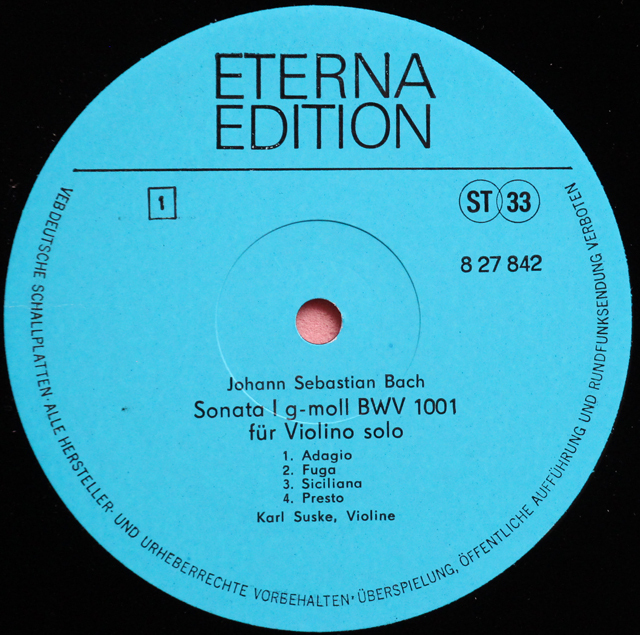 ETERNA
EDITION
1
ST 33
8 27 842
Johann Sebastian Bach
Sonata I g-moll BWV 1001
für Violino solo
1. Adagio
2. Fuga
3. Siciliana
4. Presto
Karl Suske, Violine
VEB DEUTSCHE SCHALLPLATTEN · ALLE HERSTELLER- UND URHEBERRECHTE VORBEHALTEN · ÜBERSPIELUNG, ÖFFENTLICHE AUFFÜHRUNG UND RUNDFUNKSENDUNG VERBOTEN